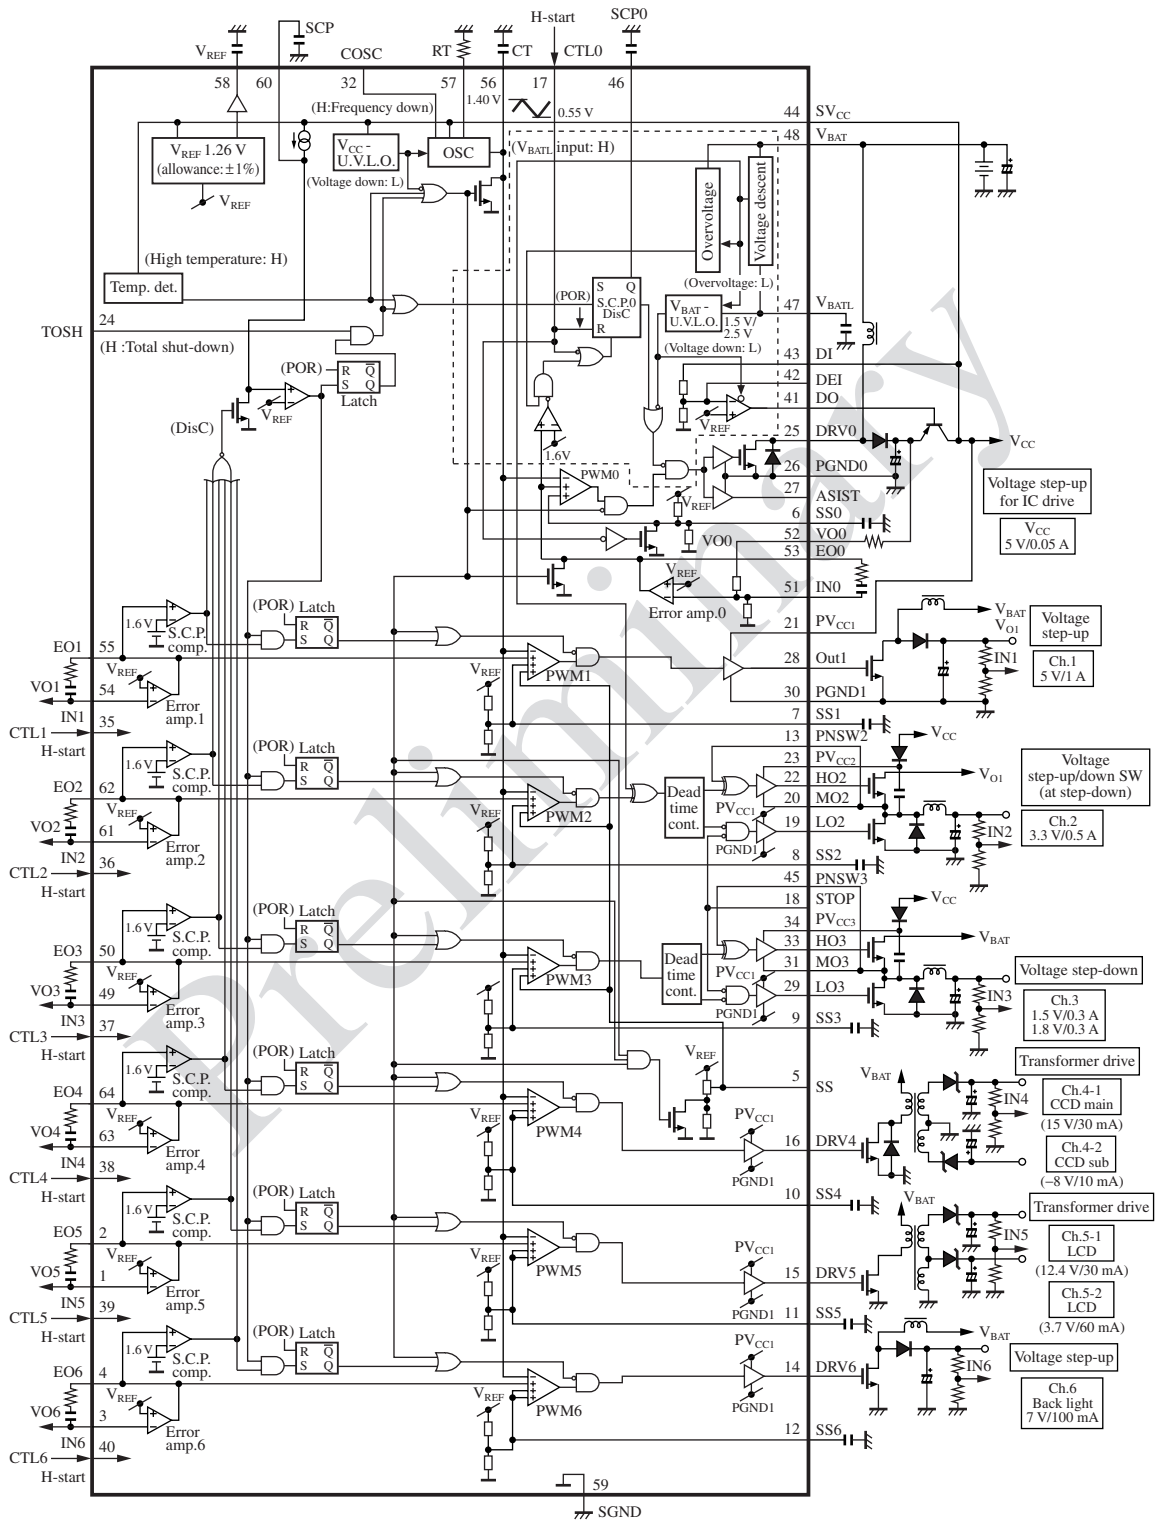 H-start
SCP0
SCP
VREF
COSC
RT
CT
CTL0
58
60
32
57
56
17
46
1.40 V
0.55 V
(H:Frequency down)
44
SVCC
48
VBAT
VREF 1.26 V
(allowance:±1%)
VCC -
U.V.L.O.
OSC
(VBATL input: H)
(Voltage down: L)
VREF
Overvoltage
Voltage descent
(High temperature: H)
Temp. det.
(Overvoltage: L)
(POR)
S
Q
S.C.P.0
DisC
R
VBAT -
U.V.L.O.
1.5 V/
2.5 V
(Voltage down: L)
47
VBATL
24
TOSH
(H :Total shut-down)
43
DI
42
DEI
41
DO
(POR)
R
Q
S
Q
Latch
VREF
VREF
(DisC)
1.6V
25
DRV0
VCC
26
PGND0
27
ASIST
Voltage step-up
for IC drive
VCC
5 V/0.05 A
PWM0
VREF
6
SS0
VO0
52
VO0
53
EO0
VREF
51
IN0
Error amp.0
21
PVCC1
VBAT
VO1
Voltage
step-up
1.6 V
S.C.P.
comp.
(POR)
Latch
R
Q
S
Q
EO1
55
VREF
VO1
54
Error
amp.1
IN1
CTL1
35
H-start
VREF
PWM1
28
Out1
30
PGND1
7
SS1
IN1
Ch.1
5 V/1 A
13
PNSW2
VCC
1.6 V
S.C.P.
comp.
(POR)
Latch
R
Q
S
Q
EO2
62
VREF
VO2
61
Error
amp.2
IN2
CTL2
36
H-start
VREF
PWM2
Dead
time
cont.
PVCC1
PGND1
23
PVCC2
22
HO2
20
MO2
19
LO2
8
SS2
VO1
IN2
Voltage
step-up/down SW
(at step-down)
Ch.2
3.3 V/0.5 A
45
PNSW3
18
STOP
VCC
1.6 V
S.C.P.
comp.
(POR)
Latch
R
Q
S
Q
EO3
50
VREF
VO3
49
Error
amp.3
IN3
CTL3
37
H-start
VREF
PWM3
Dead
time
cont.
PVCC1
PGND1
34
PVCC3
33
HO3
31
MO3
29
LO3
9
SS3
VBAT
IN3
Voltage step-down
Ch.3
1.5 V/0.3 A
1.8 V/0.3 A
VREF
5
SS
Transformer drive
1.6 V
S.C.P.
comp.
(POR)
Latch
R
Q
S
Q
EO4
64
VREF
VO4
63
Error
amp.4
IN4
CTL4
38
H-start
VREF
PWM4
PVCC1
PGND1
16
DRV4
10
SS4
VBAT
IN4
Ch.4-1
CCD main
(15 V/30 mA)
Ch.4-2
CCD sub
(−8 V/10 mA)
Transformer drive
1.6 V
S.C.P.
comp.
(POR)
Latch
R
Q
S
Q
EO5
2
VREF
VO5
1
Error
amp.5
IN5
CTL5
39
H-start
VREF
PWM5
PVCC1
PGND1
15
DRV5
11
SS5
VBAT
IN5
Ch.5-1
LCD
(12.4 V/30 mA)
Ch.5-2
LCD
(3.7 V/60 mA)
1.6 V
S.C.P.
comp.
(POR)
Latch
R
Q
S
Q
EO6
4
VREF
VO6
3
Error
amp.6
IN6
CTL6
40
H-start
VREF
PWM6
PVCC1
PGND1
14
DRV6
12
SS6
VBAT
IN6
Voltage step-up
Ch.6
Back light
7 V/100 mA
59
SGND
Preliminary